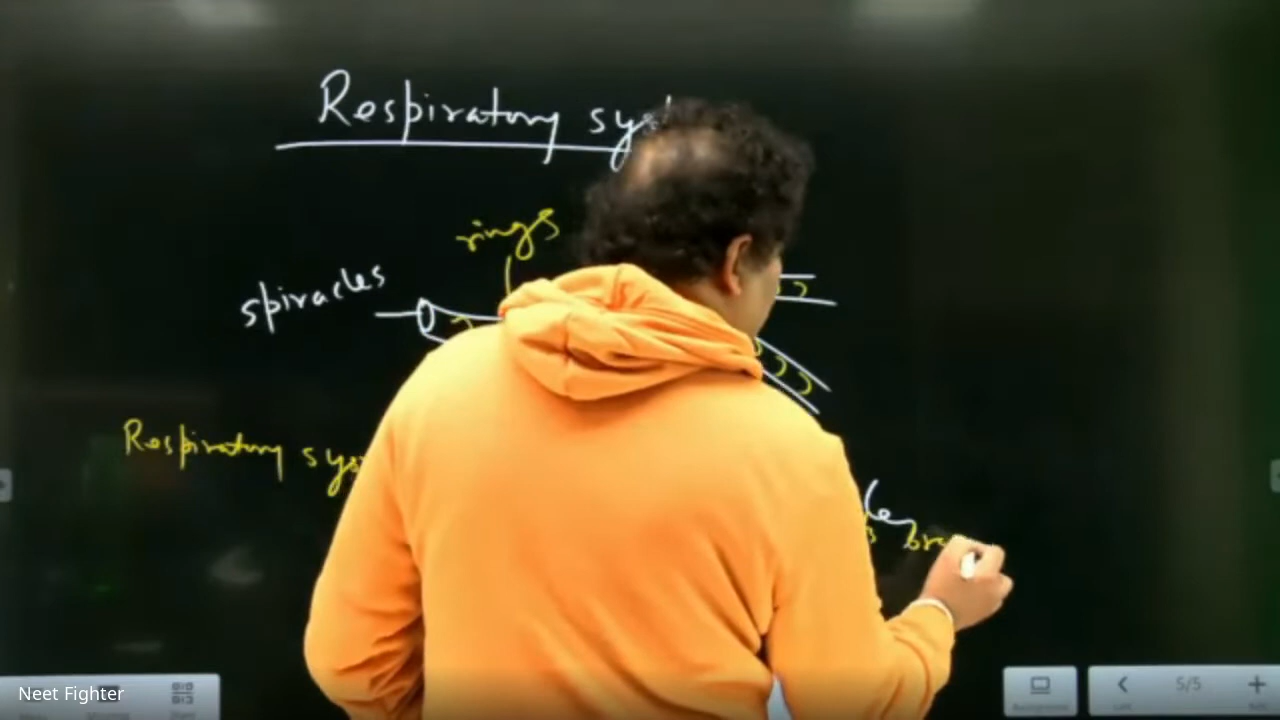 Respiratory sys
rings
spiracles
Respiratory sys
Neet Fighter
5/5